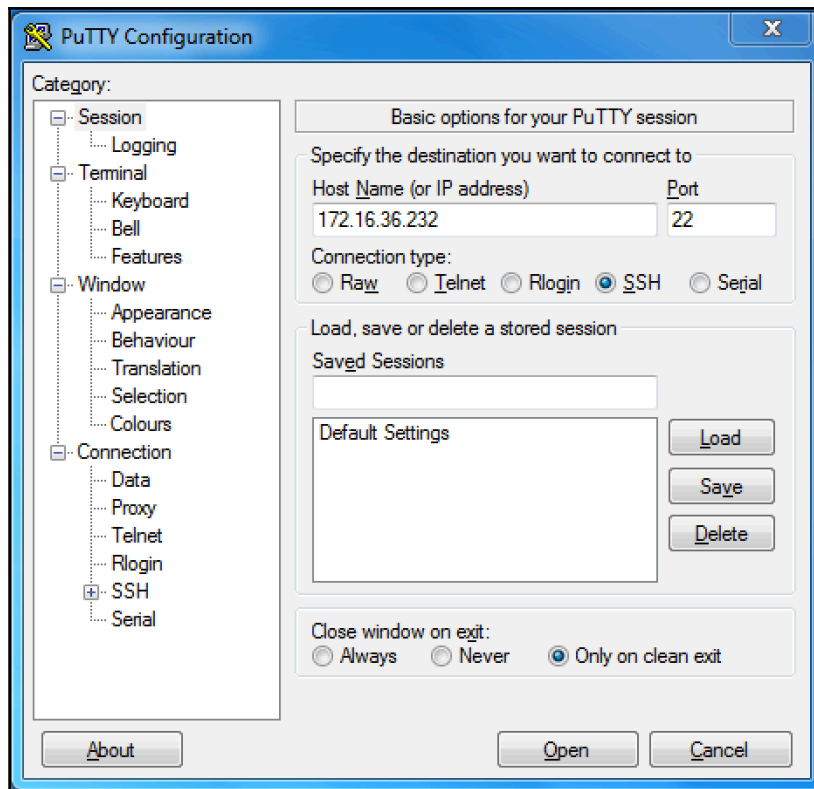 PuTTY Configuration
X
Category:
Session
Logging
Terminal
Keyboard
Bell
Features
Window
Appearance
Behaviour
Translation
Selection
Colours
Connection
Data
Proxy
Telnet
Rlogin
SSH
Serial
Basic options for your PuTTY session
Specify the destination you want to connect to
Host Name (or IP address) Port
172.16.36.232 22
Connection type:
Raw Telnet Rlogin SSH Serial
Load, save or delete a stored session
Saved Sessions
Default Settings
Load
Save
Delete
Close window on exit:
Always Never Only on clean exit
About Open Cancel